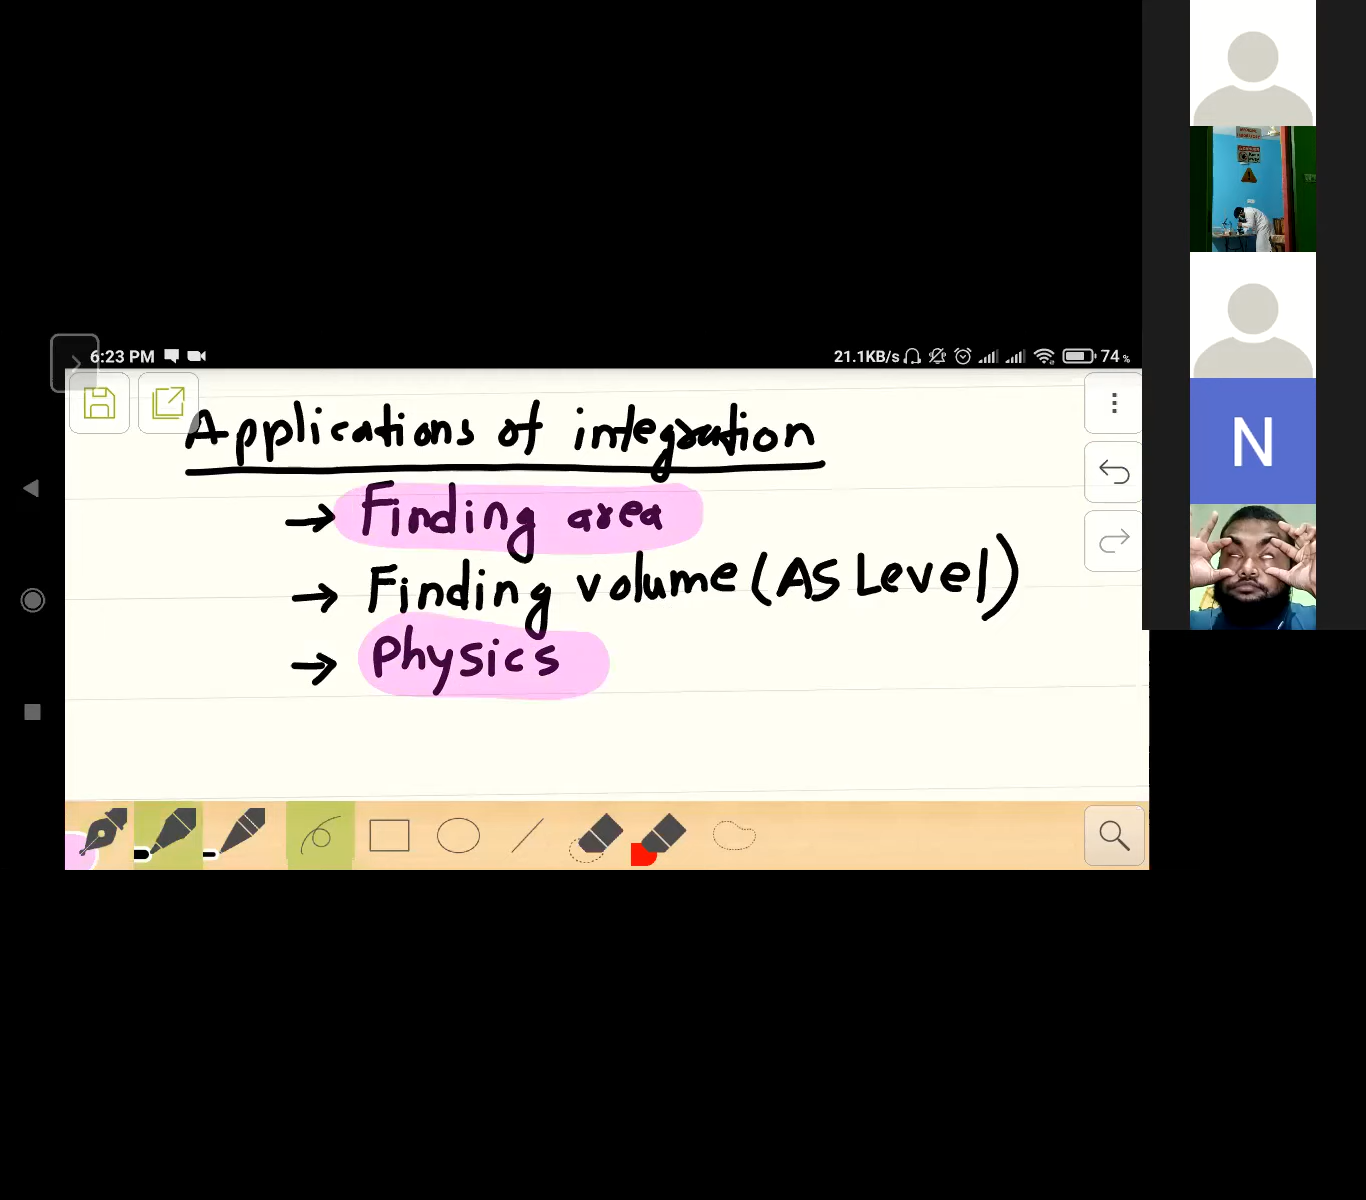 6:23 PM 21.1KB/s 74%
Applications of integration
→ Finding area
→ Finding volume (AS Level)
→ Physics
N